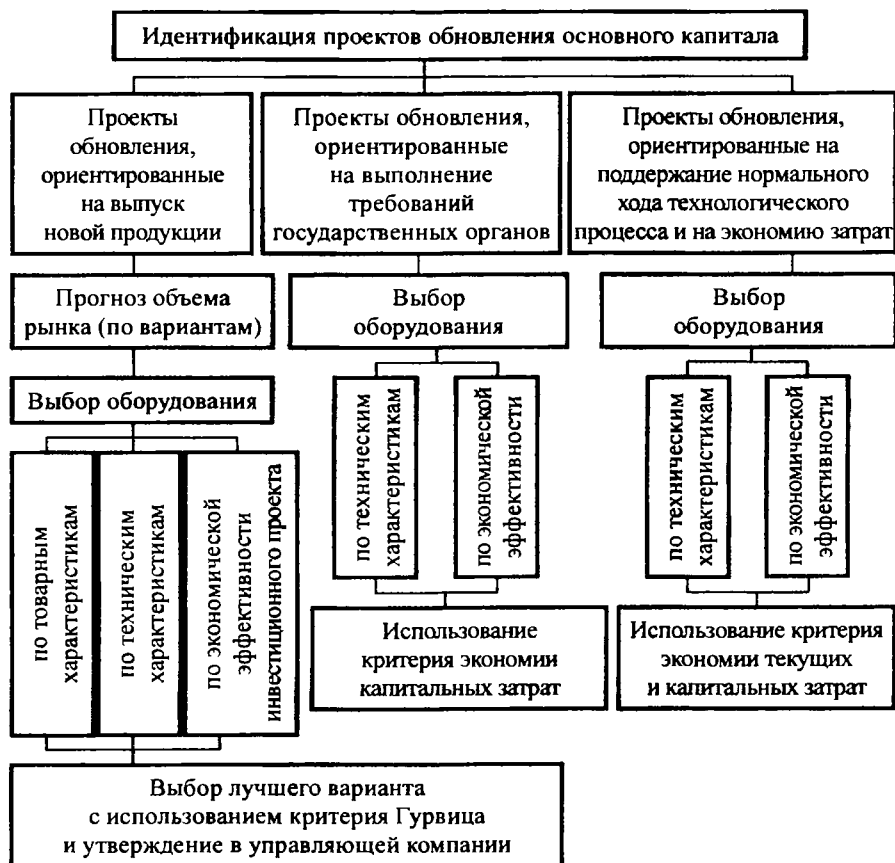 Идентификация проектов обновления основного капитала
Проекты
обновления,
ориентированные
на выпуск
новой продукции
Проекты обновления,
ориентированные
на выполнение
требований
государственных органов
Проекты обновления,
ориентированные на
поддержание нормального
хода технологического
процесса и на экономию затрат
Прогноз объема
рынка (по вариантам)
Выбор
оборудования
Выбор
оборудования
Выбор оборудования
по товарным
характеристикам
по техническим
характеристикам
по экономической
эффективности
инвестиционного проекта
по техническим
характеристикам
по экономической
эффективности
по техническим
характеристикам
по экономической
эффективности
Использование
критерия экономии
капитальных затрат
Использование критерия
экономии текущих
и капитальных затрат
Выбор лучшего варианта
с использованием критерия Гурвица
и утверждение в управляющей компании